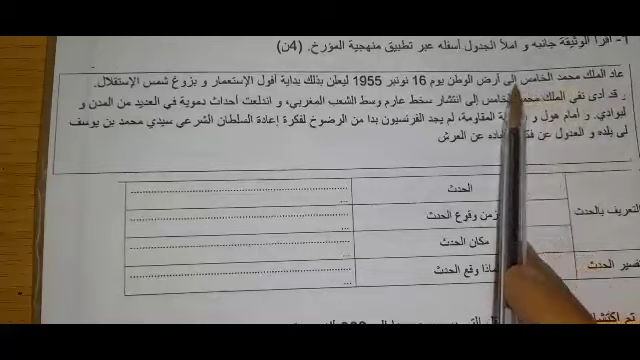 اقرأ الوثيقة جانبه و املأ الجدول أسفله عبر تطبيق منهجية المؤرخ. (4ن)
عاد الملك محمد الخامس إلى أرض الوطن يوم 16 نونبر 1955 ليعلن بذلك بداية أفول الإستعمار و بزوغ شمس الإستقلال.
قد أدى نفي الملك محمد الخامس إلى انتشار سخط عارم وسط الشعب المغربي، و اندلعت أحداث دموية في العديد من المدن و
لبوادي. و أمام هول و المقاومة، لم يجد الفرنسيون بدا من الرضوخ لفكرة إعادة السلطان الشرعي سيدي محمد بن يوسف
لى بلده و العدول عن عن العرش
التعريف بالحدث
الحدث
زمن وقوع الحدث
مكان الحدث
الحدث
لماذا وقع الحدث